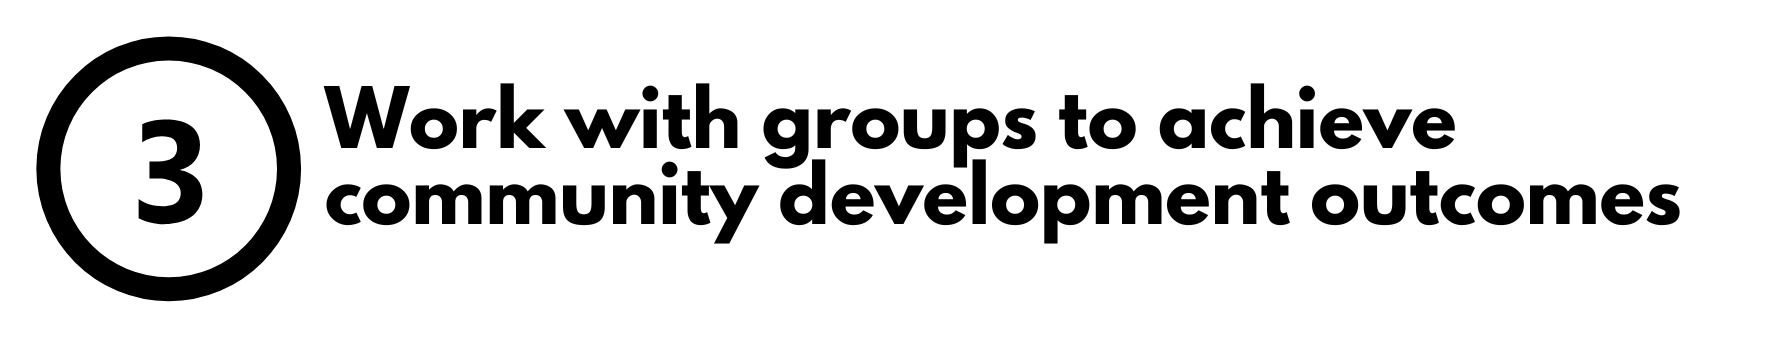 3
Work with groups to achieve
community development outcomes